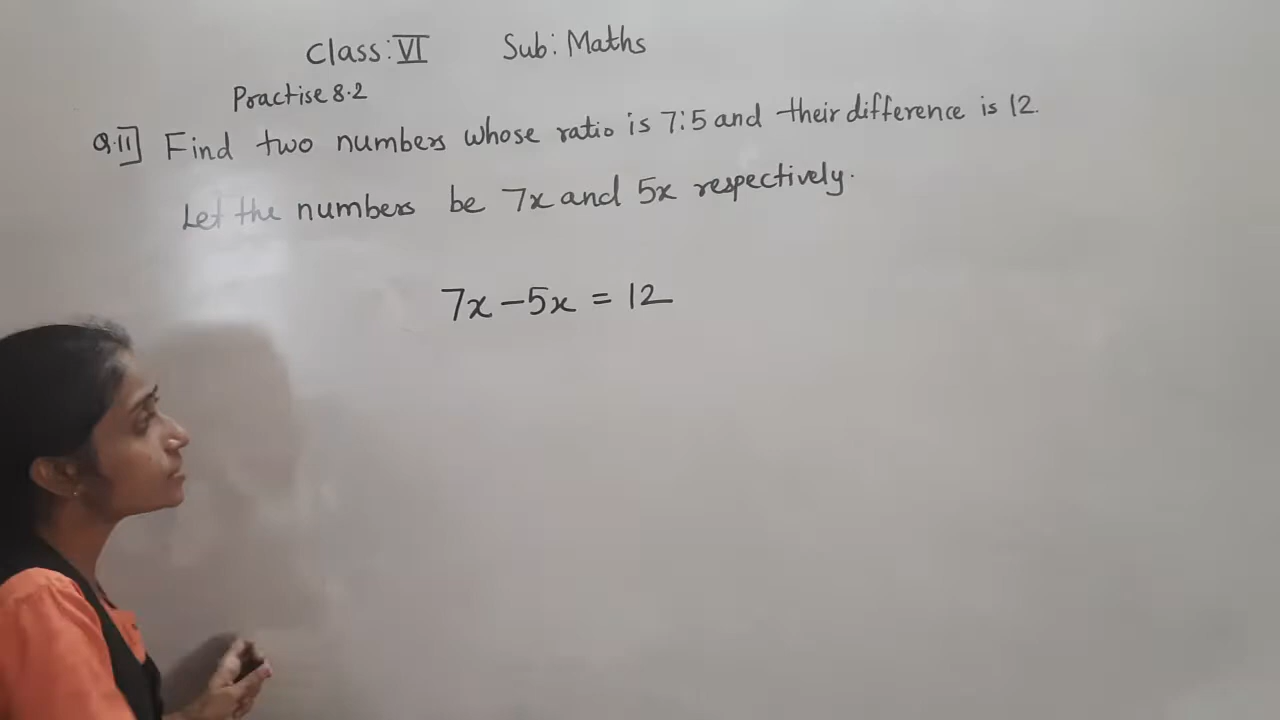 Class: VI Sub: Maths
Practise 8.2
Q.11] Find two numbers whose ratio is 7:5 and their difference is 12.
Let the numbers be 7x and 5x respectively.
7x - 5x = 12